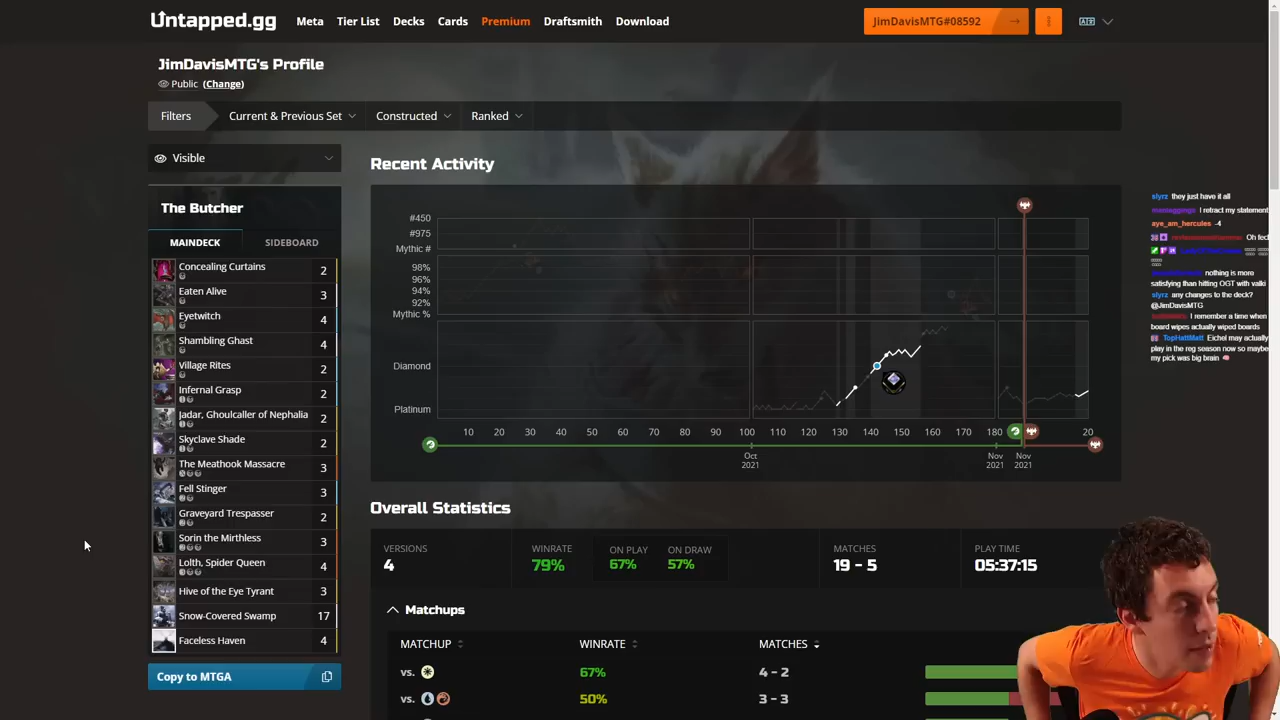 Untapped.gg
Meta
Tier List
Decks
Cards
Premium
Draftsmith
Download
JimDavisMTG#08592
JimDavisMTG's Profile
Public (Change)
Filters
Current & Previous Set
Constructed
Ranked
Visible
The Butcher
MAINDECK
SIDEBOARD
Concealing Curtains 2
Eaten Alive 3
Eyetwitch 4
Shambling Ghast 4
Village Rites 2
Infernal Grasp 2
Jadar, Ghoulcaller of Nephalia 2
Skyclave Shade 2
The Meathook Massacre 3
Fell Stinger 3
Graveyard Trespasser 2
Sorin the Mirthless 3
Lolth, Spider Queen 4
Hive of the Eye Tyrant 3
Snow-Covered Swamp 17
Faceless Haven 4
Copy to MTGA
Recent Activity
#450
#975
Mythic #
98%
96%
94%
92%
Mythic %
Diamond
Platinum
10 20 30 40 50 60 70 80 90 100 110 120 130 140 150 160 170 180 20
Oct
2021
Nov
2021
Nov
2021
Overall Statistics
VERSIONS
4
WINRATE
79%
ON PLAY
67%
ON DRAW
57%
MATCHES
19 - 5
PLAY TIME
05:37:15
Matchups
MATCHUP WINRATE MATCHES
vs. 67% 4 - 2
vs. 50% 3 - 3
slyrz they just have it all
I retract my statement
aye_am_hercules -4
Oh fec
nothing is more
satisfying than hitting OGT with valki
slyrz any changes to the deck?
@JimDavisMTG
I remember a time when
board wipes actually wiped boards
TopHattMatt Eichel may actually
play in the reg season now so maybe
my pick was big brain